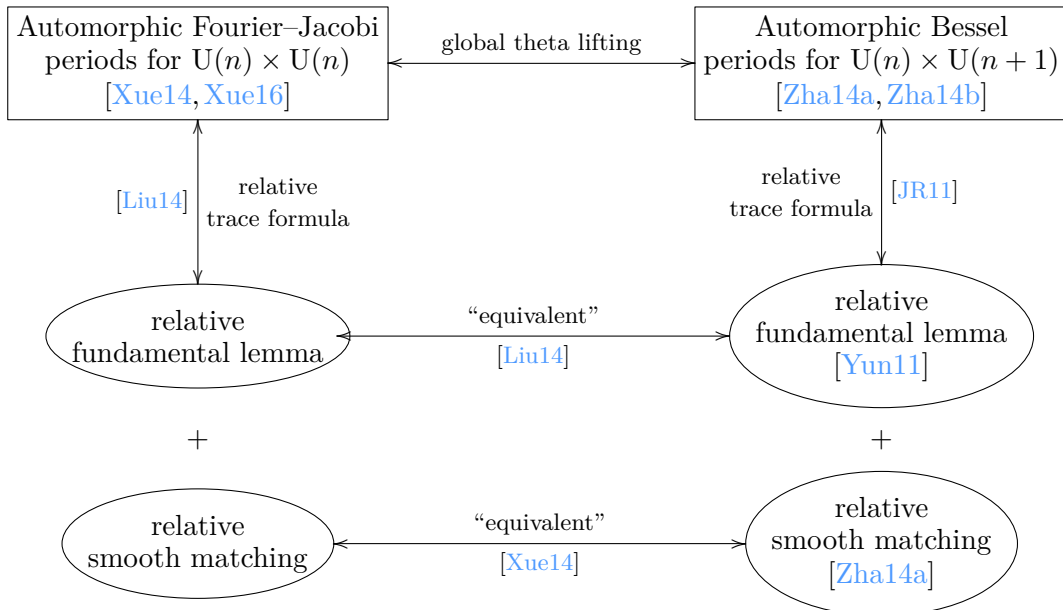 Automorphic Fourier–Jacobi
periods for U(n) × U(n)
[Xue14, Xue16]
global theta lifting
Automorphic Bessel
periods for U(n) × U(n + 1)
[Zha14a, Zha14b]
[Liu14]
relative
trace formula
relative
trace formula
[JR11]
relative
fundamental lemma
“equivalent”
[Liu14]
relative
fundamental lemma
[Yun11]
+
+
relative
smooth matching
“equivalent”
[Xue14]
relative
smooth matching
[Zha14a]